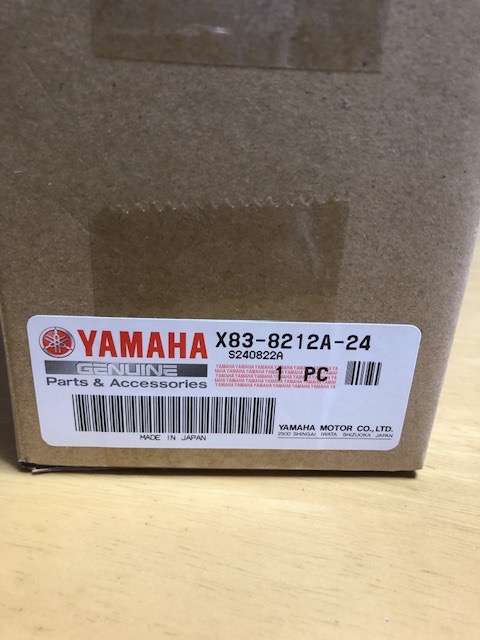 YAMAHA X83-8212A-24
S240822A
GENUINE
Parts & Accessories
1 PC
MADE IN JAPAN
YAMAHA MOTOR CO.,LTD.
2500 SHINGAI IWATA SHIZUOKA JAPAN